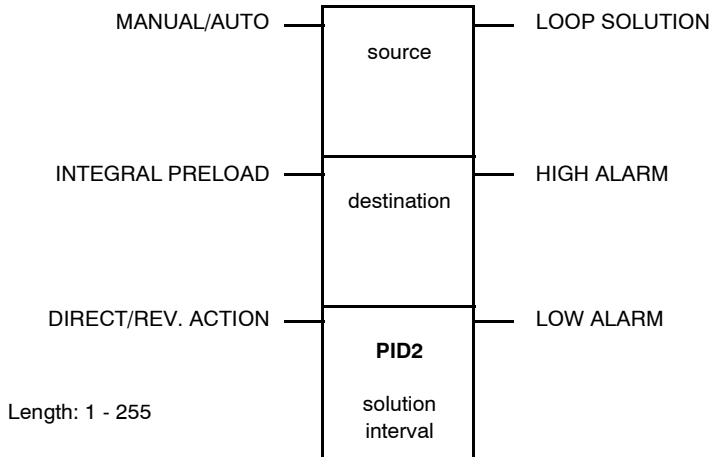 MANUAL/AUTO
LOOP SOLUTION
source
INTEGRAL PRELOAD
HIGH ALARM
destination
DIRECT/REV. ACTION
LOW ALARM
PID2
Length: 1 - 255
solution
interval